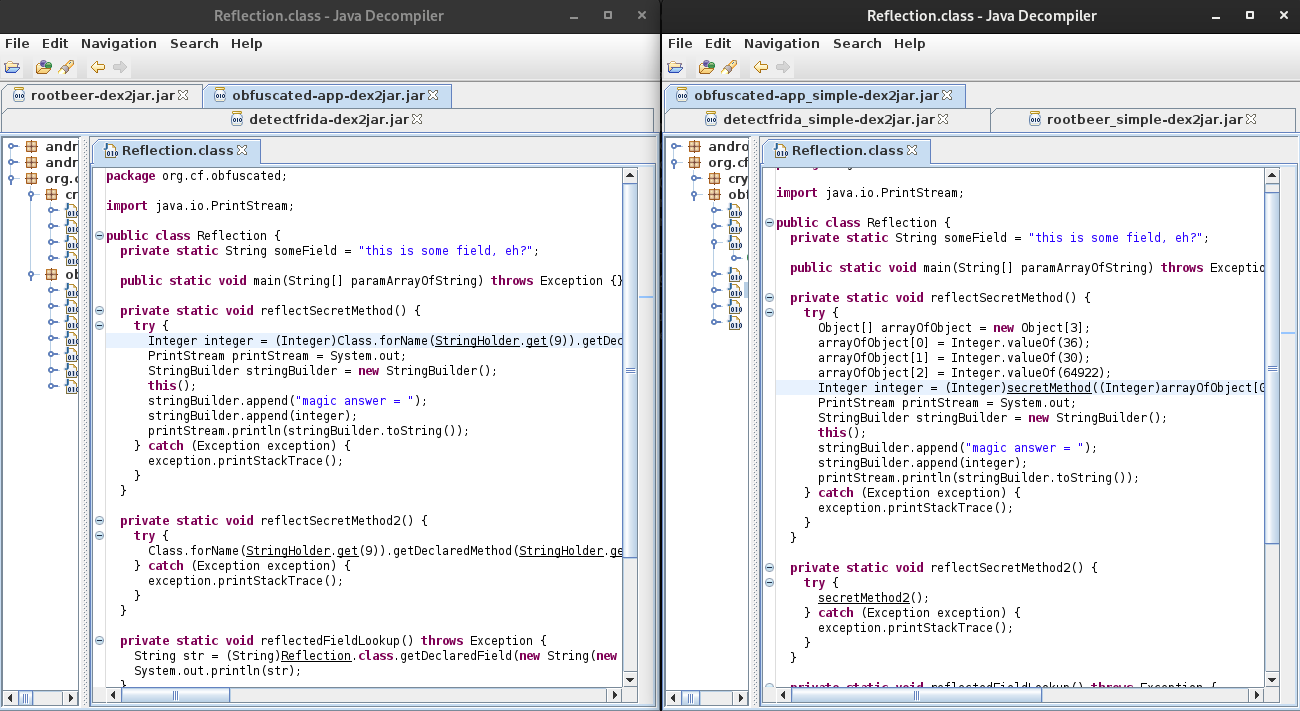 Reflection.class - Java Decompiler
File Edit Navigation Search Help
rootbeer-dex2jar.jar obfuscated-app-dex2jar.jar
detectfrida-dex2jar.jar
andro
andro
org.c
cr
ob
Reflection.class
package org.cf.obfuscated;
import java.io.PrintStream;
public class Reflection {
private static String someField = "this is some field, eh?";
public static void main(String[] paramArrayOfString) throws Exception {}
private static void reflectSecretMethod() {
try {
Integer integer = (Integer)Class.forName(StringHolder.get(9)).getDec
PrintStream printStream = System.out;
StringBuilder stringBuilder = new StringBuilder();
this();
stringBuilder.append("magic answer = ");
stringBuilder.append(integer);
printStream.println(stringBuilder.toString());
} catch (Exception exception) {
exception.printStackTrace();
}
}
private static void reflectSecretMethod2() {
try {
Class.forName(StringHolder.get(9)).getDeclaredMethod(StringHolder.ge
} catch (Exception exception) {
exception.printStackTrace();
}
}
private static void reflectedFieldLookup() throws Exception {
String str = (String)Reflection.class.getDeclaredField(new String(new
System.out.println(str);
}
Reflection.class - Java Decompiler
File Edit Navigation Search Help
obfuscated-app_simple-dex2jar.jar
detectfrida_simple-dex2jar.jar rootbeer_simple-dex2jar.jar
andro
org.cf
cry
obf
Reflection.class
import java.io.PrintStream;
public class Reflection {
private static String someField = "this is some field, eh?";
public static void main(String[] paramArrayOfString) throws Exceptio
private static void reflectSecretMethod() {
try {
Object[] arrayOfObject = new Object[3];
arrayOfObject[0] = Integer.valueOf(36);
arrayOfObject[1] = Integer.valueOf(30);
arrayOfObject[2] = Integer.valueOf(64922);
Integer integer = (Integer)secretMethod((Integer)arrayOfObject[0
PrintStream printStream = System.out;
StringBuilder stringBuilder = new StringBuilder();
this();
stringBuilder.append("magic answer = ");
stringBuilder.append(integer);
printStream.println(stringBuilder.toString());
} catch (Exception exception) {
exception.printStackTrace();
}
}
private static void reflectSecretMethod2() {
try {
secretMethod2();
} catch (Exception exception) {
exception.printStackTrace();
}
}
private static void reflectedFieldLookup() throws Exception {